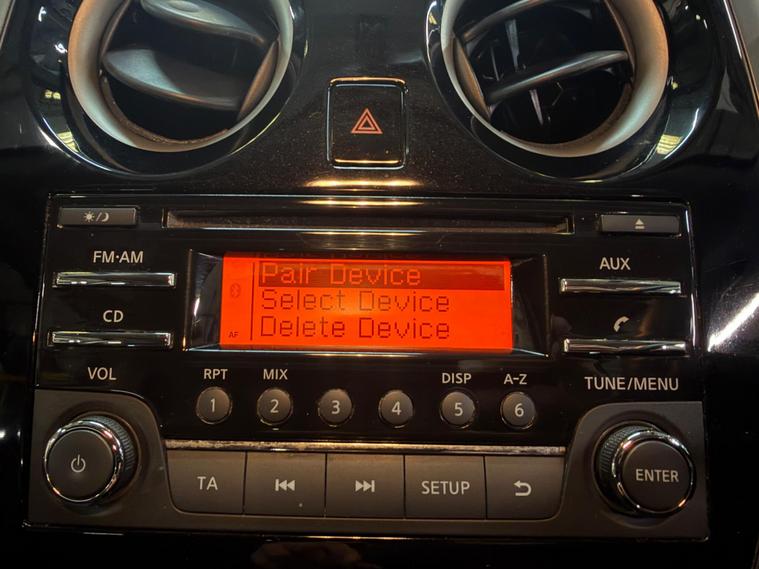 FM·AM
AUX
Pair Device
Select Device
Delete Device
AF
CD
VOL
RPT MIX DISP A-Z
TUNE/MENU
1 2 3 4 5 6
ENTER
TA SETUP